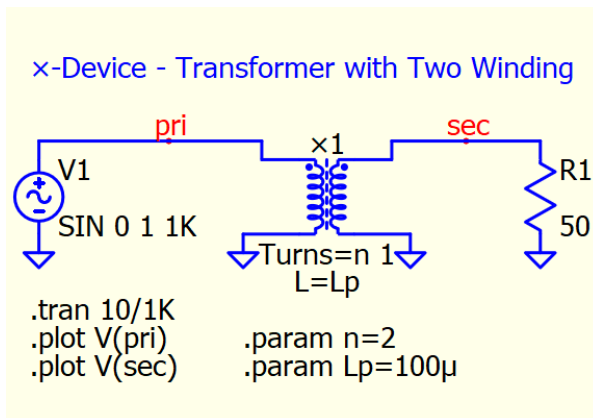 ×-Device - Transformer with Two Winding
pri
sec
×1
V1
R1
SIN 0 1 1K
50
Turns=n 1
L=Lp
.tran 10/1K
.plot V(pri)
.param n=2
.plot V(sec)
.param Lp=100µ